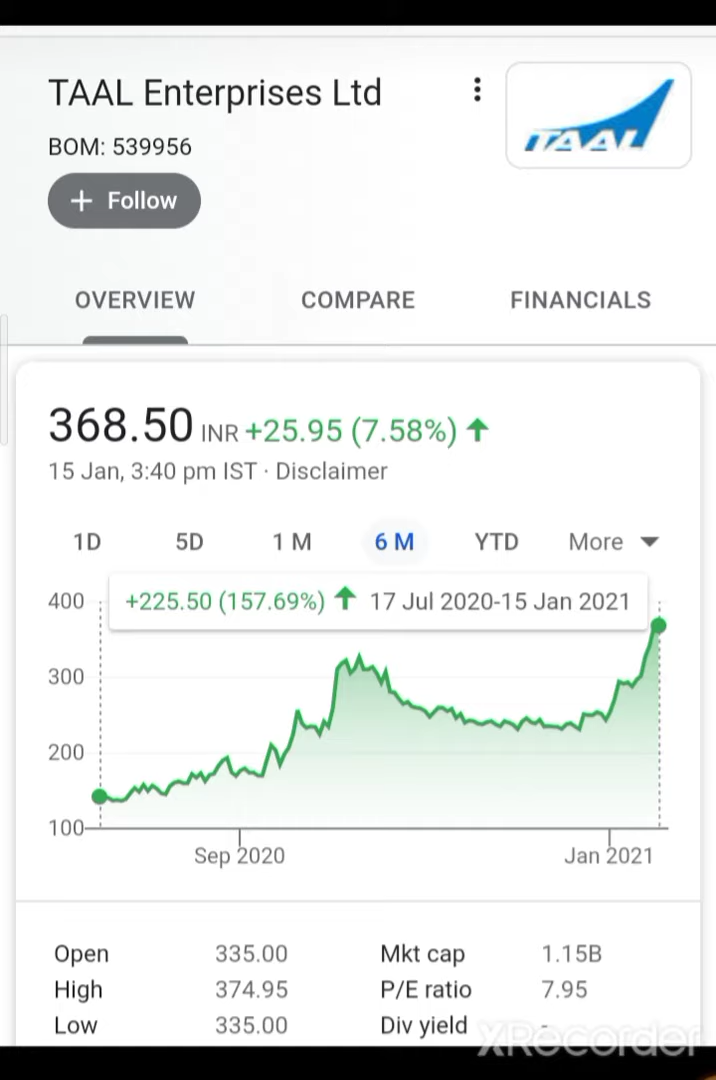 TAAL Enterprises Ltd
TAAL
BOM: 539956
+ Follow
OVERVIEW COMPARE FINANCIALS
368.50 INR +25.95 (7.58%) ↑
15 Jan, 3:40 pm IST · Disclaimer
1D 5D 1 M 6 M YTD More
+225.50 (157.69%) ↑ 17 Jul 2020-15 Jan 2021
400
300
200
100
Sep 2020 Jan 2021
Open 335.00 Mkt cap 1.15B
High 374.95 P/E ratio 7.95
Low 335.00 Div yield -
XRecorder